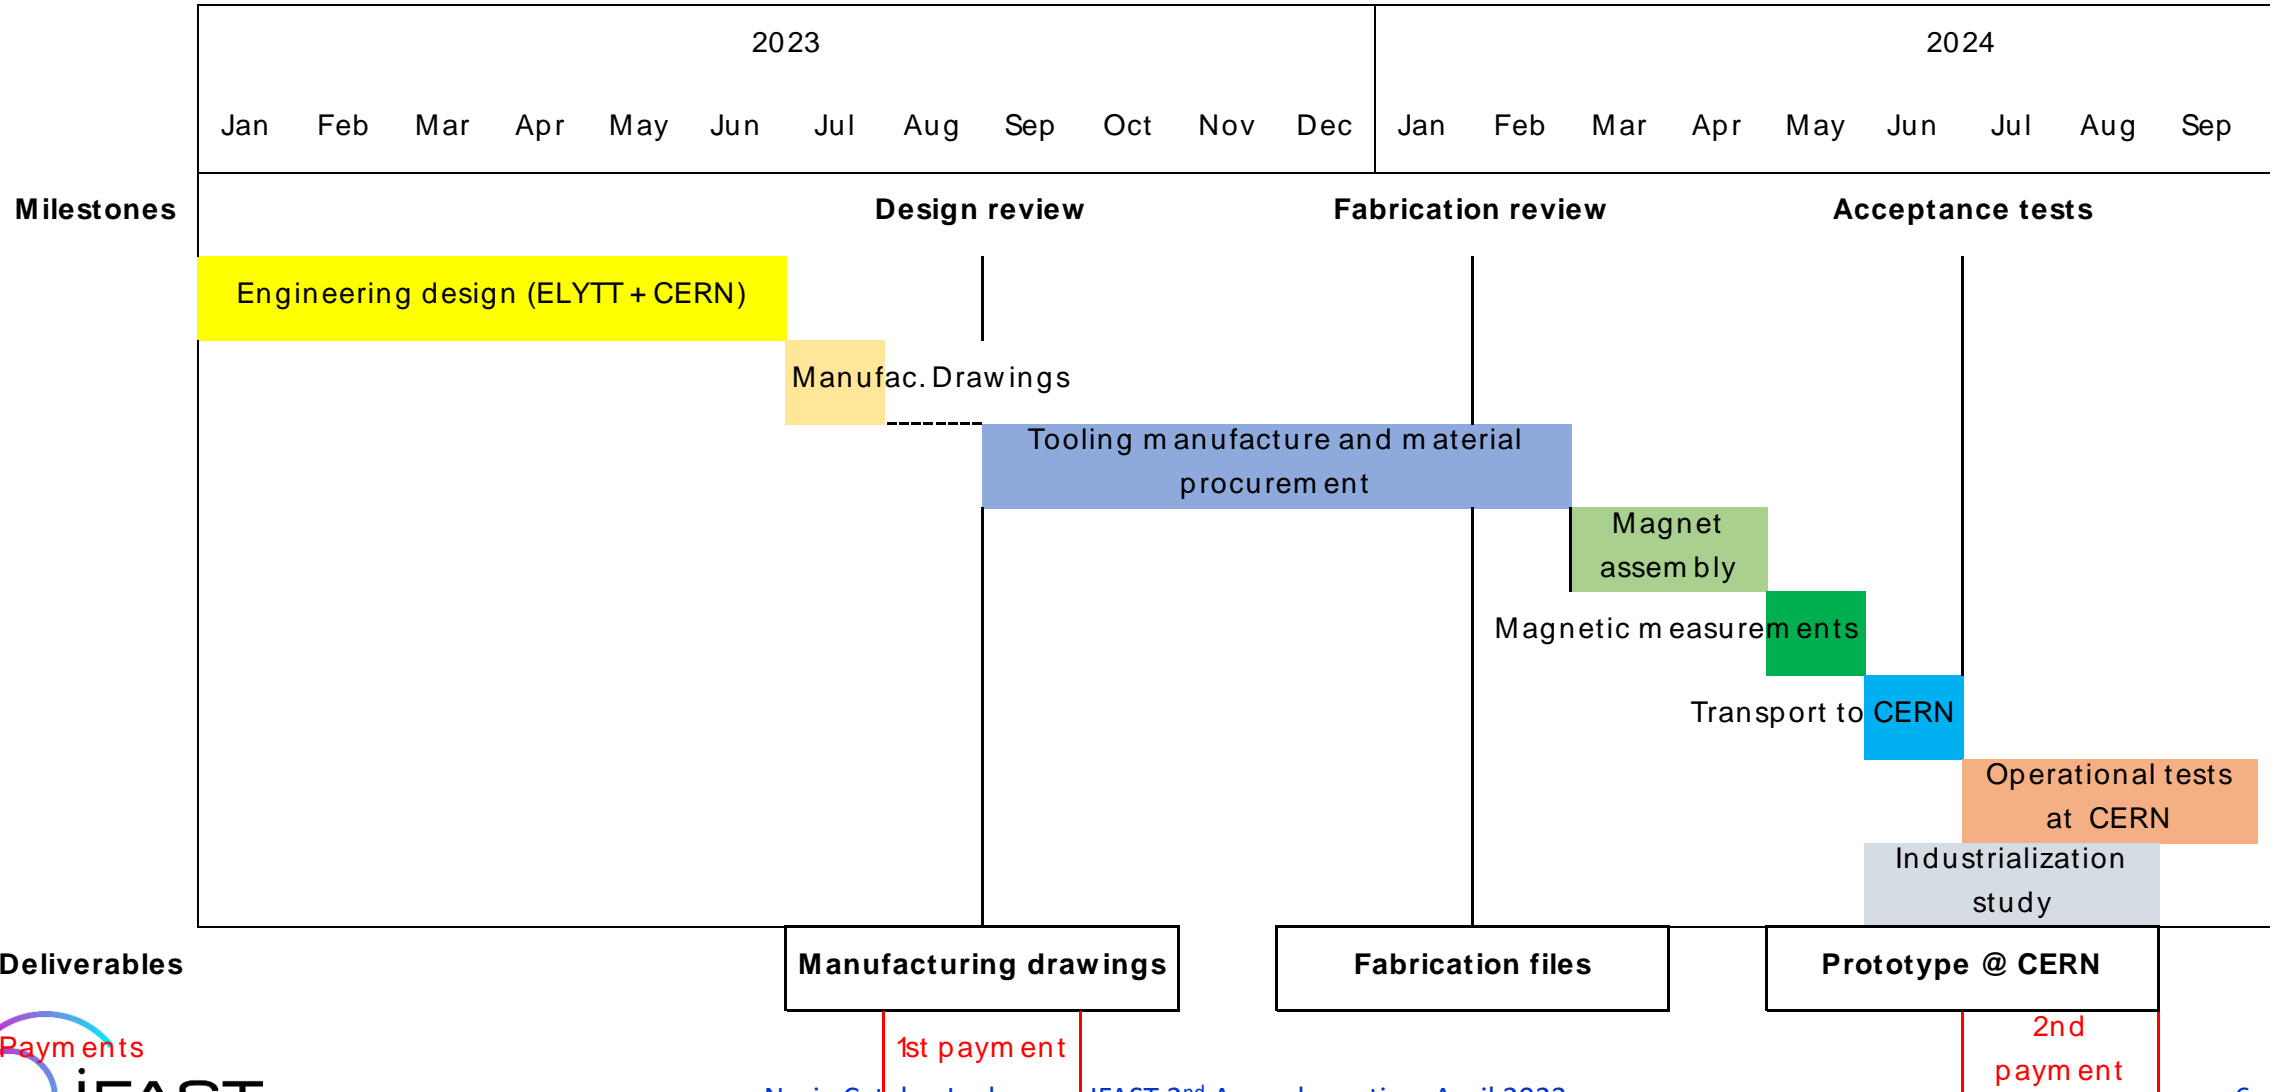 2023 2024
Jan Feb Mar Apr May Jun Jul Aug Sep Oct Nov Dec Jan Feb Mar Apr May Jun Jul Aug Sep
Milestones Design review Fabrication review Acceptance tests
Engineering design (ELYTT + CERN)
Manufac. Drawings
Tooling manufacture and material
procurement
Magnet
assembly
Magnetic measurements
Transport to CERN
Operational tests
at CERN
Industrialization
study
Deliverables Manufacturing drawings Fabrication files Prototype @ CERN
Payments 1st payment 2nd
payment